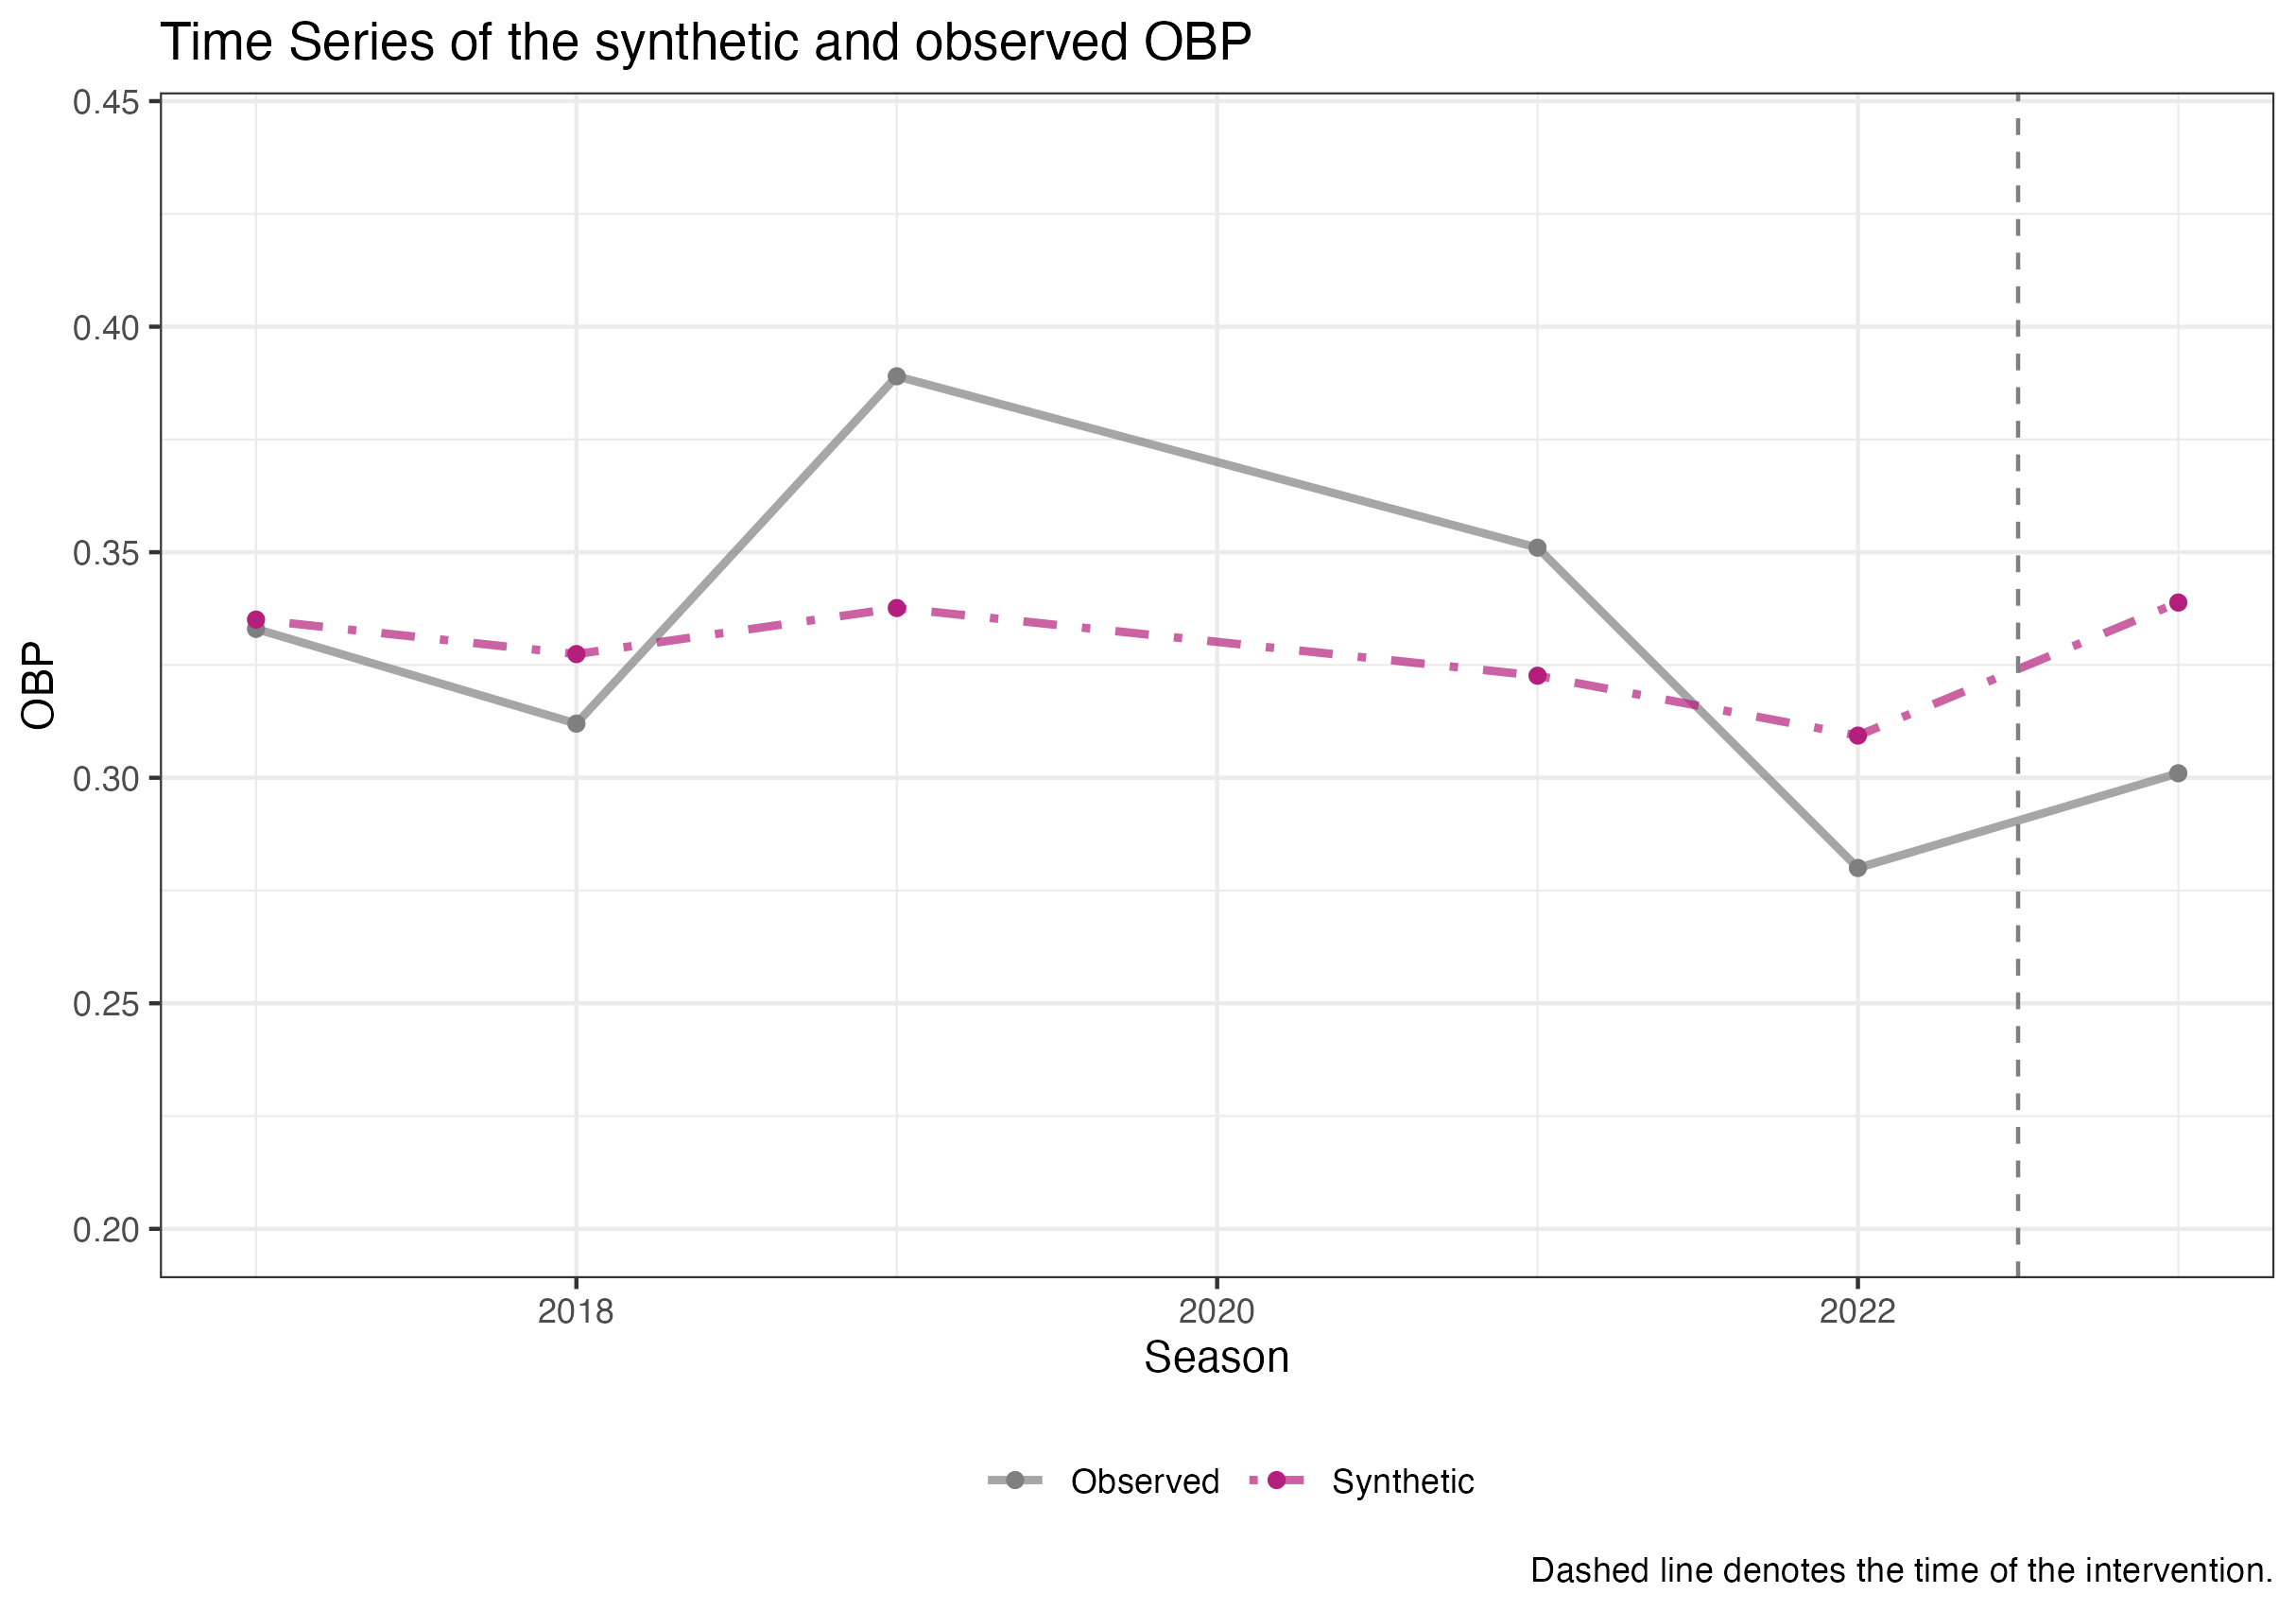 Time Series of the synthetic and observed OBP
0.45
0.40
0.35
0.30
0.25
0.20
OBP
2018 2020 2022
Season
Observed Synthetic
Dashed line denotes the time of the intervention.